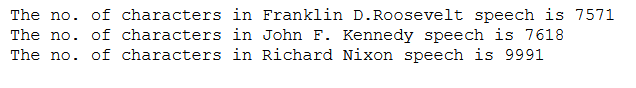 The no. of characters in Franklin D.Roosevelt speech is 7571
The no. of characters in John F. Kennedy speech is 7618
The no. of characters in Richard Nixon speech is 9991